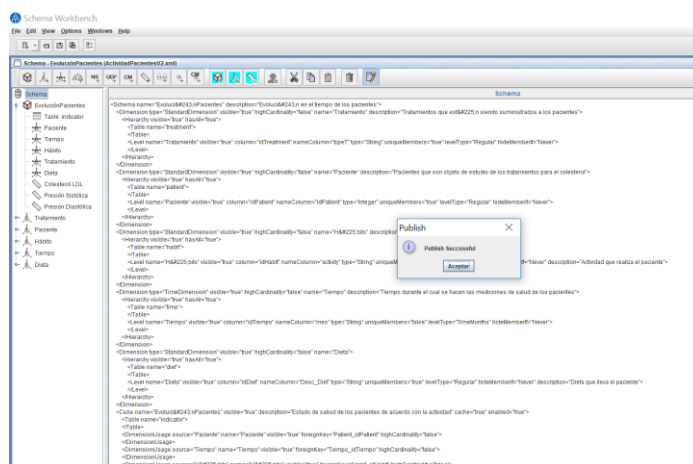 Schema Workbench
File Edit View Options Windows Help
Schema - EvoluciónPacientes (ActividadPacientesV2.xml)
Schema
EvoluciónPacientes
Table: indicator
Paciente
Tiempo
Hábito
Tratamiento
Dieta
Colesterol LDL
Presión Sistólica
Presión Diastólica
Tratamiento
Paciente
Hábito
Tiempo
Dieta
Schema
<Schema name="Evoluci&#243;nPacientes" description="Evoluci&#243;n en el tiempo de los pacientes">
<Dimension type="StandardDimension" visible="true" highCardinality="false" name="Tratamiento" description="Tratamientos que est&#225;n siendo suministrados a los pacientes">
<Hierarchy visible="true" hasAll="true">
<Table name="treatment">
</Table>
<Level name="Tratamiento" visible="true" column="idTreatment" nameColumn="typeT" type="String" uniqueMembers="true" levelType="Regular" hideMemberIf="Never">
</Level>
</Hierarchy>
</Dimension>
<Dimension type="StandardDimension" visible="true" highCardinality="false" name="Paciente" description="Pacientes que son objeto de estudio de los tratamientos para el colesterol">
<Hierarchy visible="true" hasAll="true">
<Table name="patient">
</Table>
<Level name="Paciente" visible="true" column="idPatient" nameColumn="idPatient" type="Integer" uniqueMembers="true" levelType="Regular" hideMemberIf="Never">
</Level>
</Hierarchy>
</Dimension>
<Dimension type="StandardDimension" visible="true" highCardinality="false" name="H&#225;bito" description
<Hierarchy visible="true" hasAll="true">
<Table name="habit">
</Table>
<Level name="H&#225;bito" visible="true" column="idHabit" nameColumn="activity" type="String" uniqueM
="Never" description="Actividad que realiza el paciente">
</Level>
</Hierarchy>
</Dimension>
<Dimension type="TimeDimension" visible="true" highCardinality="false" name="Tiempo" description="Tiempo durante el cual se hacen las mediciones de salud de los pacientes">
<Hierarchy visible="true" hasAll="true">
<Table name="time">
</Table>
<Level name="Tiempo" visible="true" column="idTiempo" nameColumn="mes" type="String" uniqueMembers="false" levelType="TimeMonths" hideMemberIf="Never">
</Level>
</Hierarchy>
</Dimension>
<Dimension type="StandardDimension" visible="true" highCardinality="false" name="Dieta">
<Hierarchy visible="true" hasAll="true">
<Table name="diet">
</Table>
<Level name="Dieta" visible="true" column="idDiet" nameColumn="Desc_Diet" type="String" uniqueMembers="true" levelType="Regular" hideMemberIf="Never" description="Dieta que lleva el paciente">
</Level>
</Hierarchy>
</Dimension>
<Cube name="Evoluci&#243;nPacientes" visible="true" description="Estado de salud de los pacientes de acuerdo con la actividad" cache="true" enabled="true">
<Table name="indicator">
</Table>
<DimensionUsage source="Paciente" name="Paciente" visible="true" foreignKey="Patient_idPatient" highCardinality="false">
</DimensionUsage>
<DimensionUsage source="Tiempo" name="Tiempo" visible="true" foreignKey="Tiempo_idTiempo" highCardinality="false">
</DimensionUsage>
Publish
Publish Successful
Aceptar